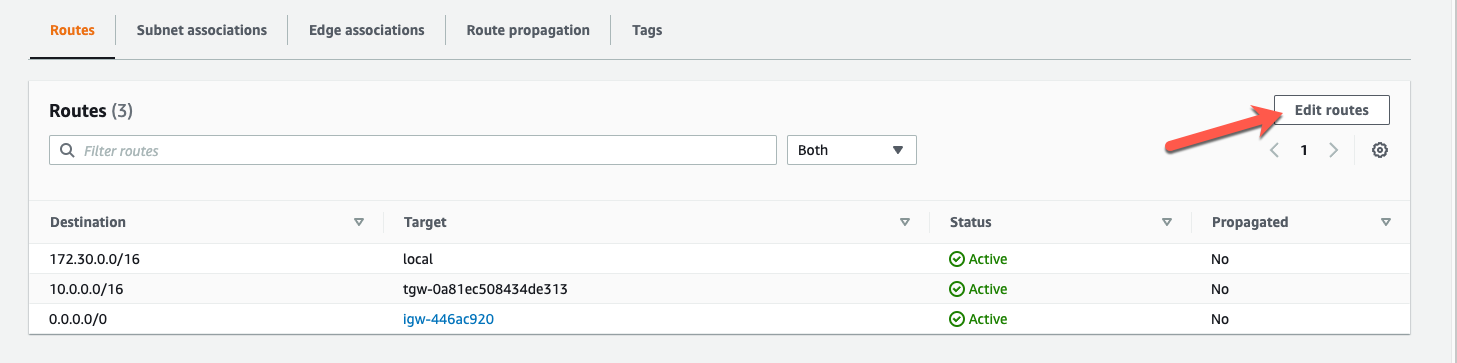 Routes Subnet associations Edge associations Route propagation Tags
Routes (3) Edit routes
Filter routes Both
1
Destination Target Status Propagated
172.30.0.0/16 local Active No
10.0.0.0/16 tgw-0a81ec508434de313 Active No
0.0.0.0/0 igw-446ac920 Active No